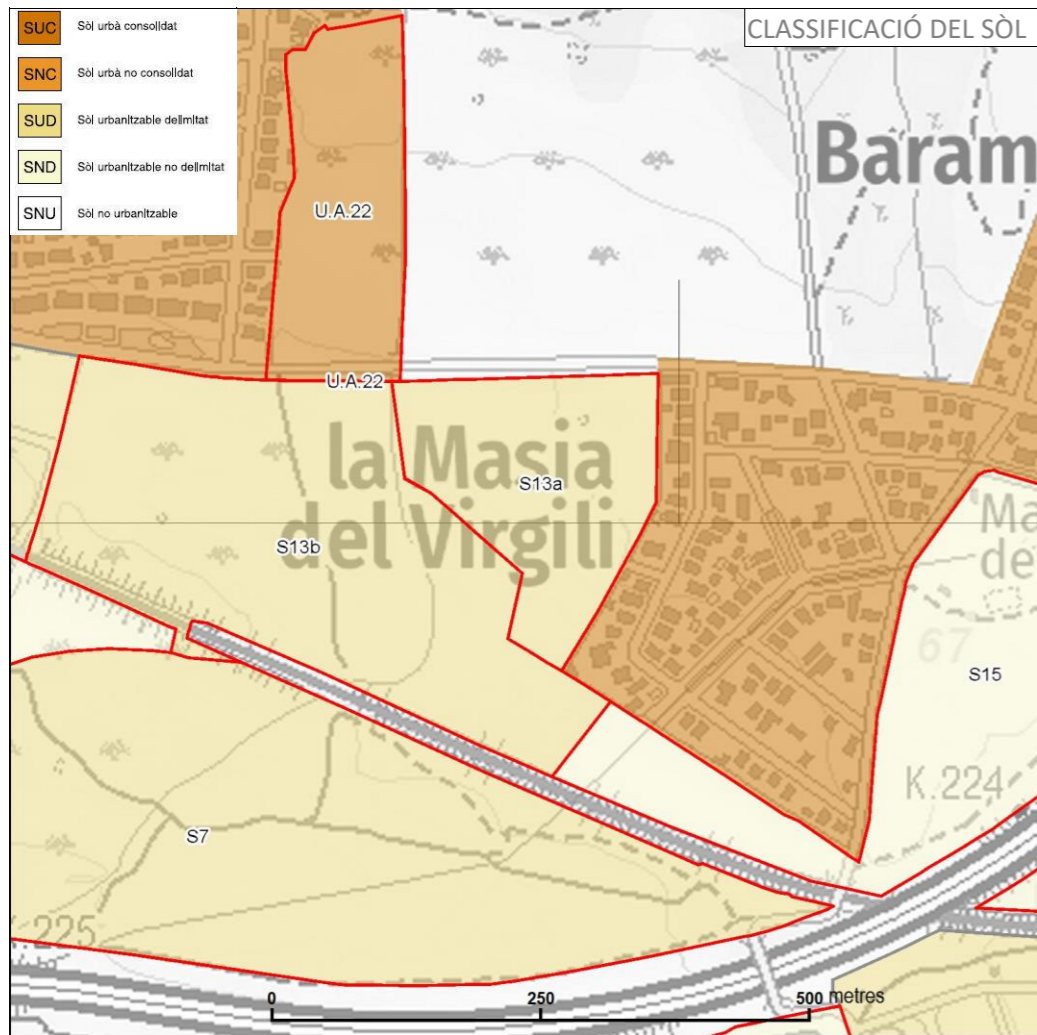 CLASSIFICACIÓ DEL SÒL
SUC Sòl urbà consolidat
SNC Sòl urbà no consolidat
SUD Sòl urbanitzable delimitat
SND Sòl urbanitzable no delimitat
SNU Sòl no urbanitzable
Baram
U.A.22
U.A.22
la Masia
del Virgili
S13a
S13b
Ma
de
67
S15
K.224
S7
K.225
0 250 500 metres